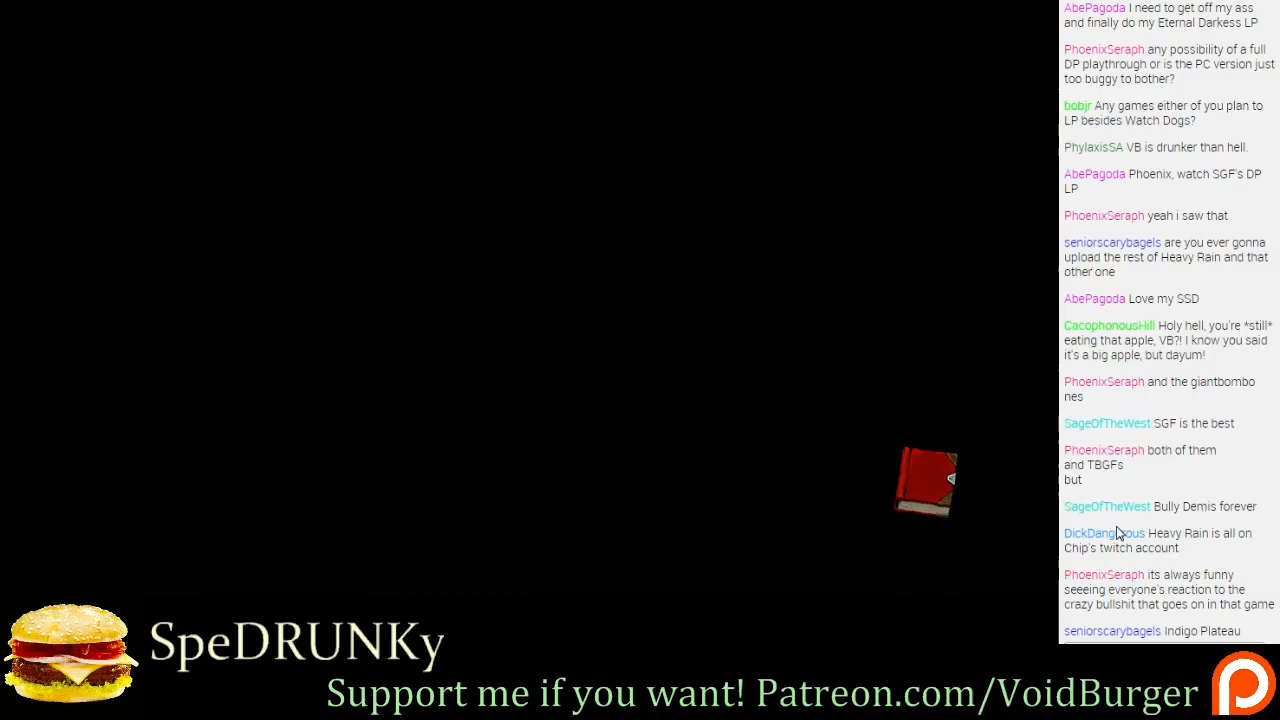 AbePagoda I need to get off my ass
and finally do my Eternal Darkess LP
PhoenixSeraph any possibility of a full
DP playthrough or is the PC version just
too buggy to bother?
bobjr Any games either of you plan to
LP besides Watch Dogs?
PhylaxisSA VB is drunker than hell.
AbePagoda Phoenix, watch SGF's DP
LP
PhoenixSeraph yeah i saw that
seniorscarybagels are you ever gonna
upload the rest of Heavy Rain and that
other one
AbePagoda Love my SSD
CacophonousHill Holy hell, you're *still*
eating that apple, VB?! I know you said
it's a big apple, but dayum!
PhoenixSeraph and the giantbombo
nes
SageOfTheWest SGF is the best
PhoenixSeraph both of them
and TBGFs
but
SageOfTheWest Bully Demis forever
DickDangerous Heavy Rain is all on
Chip's twitch account
PhoenixSeraph its always funny
seeeing everyone's reaction to the
crazy bullshit that goes on in that game
seniorscarybagels Indigo Plateau
SpeDRUNKy
Support me if you want! Patreon.com/VoidBurger